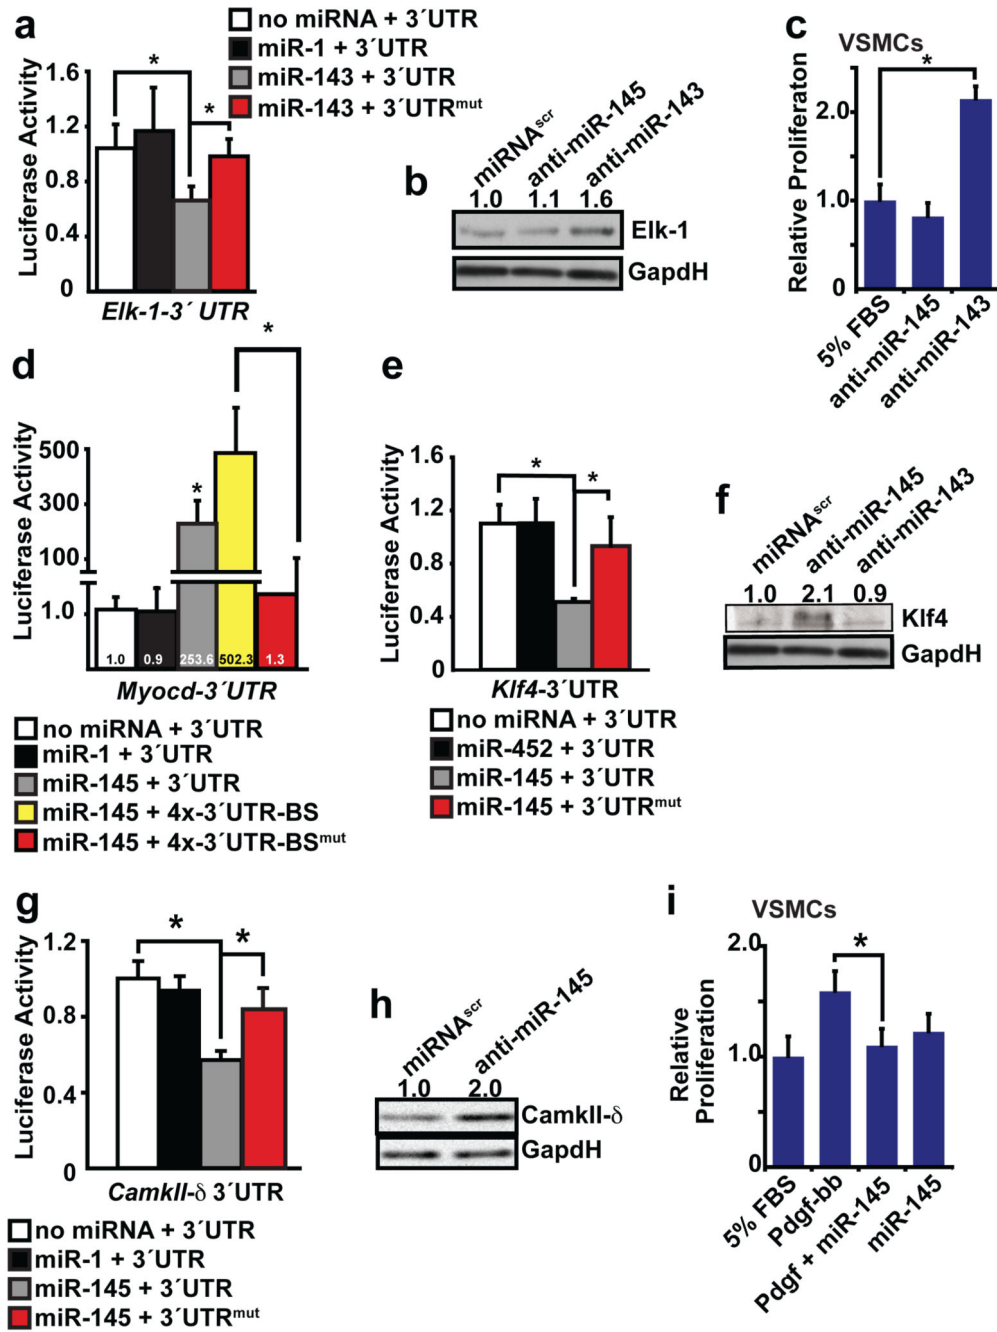 a
no miRNA + 3´UTR
miR-1 + 3´UTR
miR-143 + 3´UTR
miR-143 + 3´UTRmut
Luciferase Activity
1.6
1.2
0.8
0.4
0
*
*
Elk-1-3´ UTR
b
miRNAscr
anti-miR-145
anti-miR-143
1.0 1.1 1.6
Elk-1
GapdH
c
VSMCs
*
Relative Proliferaton
2.0
1.0
0
5% FBS
anti-miR-145
anti-miR-143
d
*
Luciferase Activity
500
300
100
1.0
*
1.0 0.9 253.6 502.3 1.3
Myocd-3´UTR
no miRNA + 3´UTR
miR-1 + 3´UTR
miR-145 + 3´UTR
miR-145 + 4x-3´UTR-BS
miR-145 + 4x-3´UTR-BSmut
e
Luciferase Activity
1.6
1.2
0.8
0.4
0
*
*
Klf4-3´UTR
no miRNA + 3´UTR
miR-452 + 3´UTR
miR-145 + 3´UTR
miR-145 + 3´UTRmut
f
miRNAscr
anti-miR-145
anti-miR-143
1.0 2.1 0.9
Klf4
GapdH
g
Luciferase Activity
1.2
0.8
0.4
0
*
*
CamkII-δ 3´UTR
no miRNA + 3´UTR
miR-1 + 3´UTR
miR-145 + 3´UTR
miR-145 + 3´UTRmut
h
miRNAscr
anti-miR-145
1.0 2.0
CamkII-δ
GapdH
i
VSMCs
Relative
Proliferation
2.0
1.0
0
*
5% FBS
Pdgf-bb
Pdgf + miR-145
miR-145